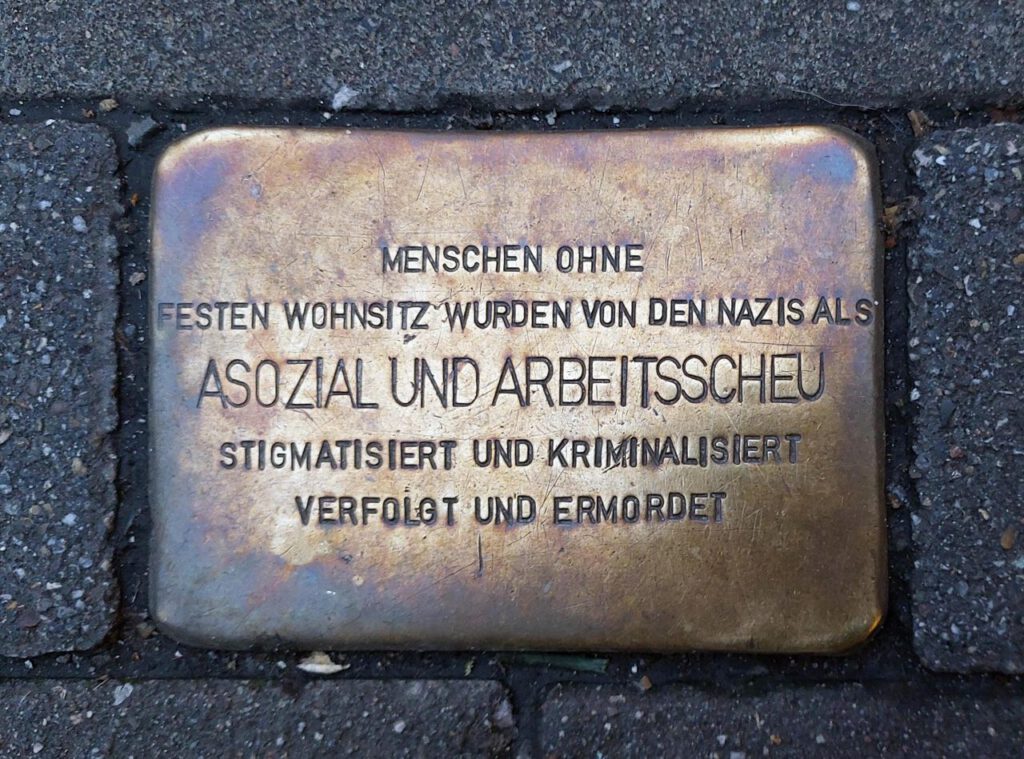 MENSCHEN OHNE
FESTEN WOHNSITZ WURDEN VON DEN NAZIS ALS
ASOZIAL UND ARBEITSSCHEU
STIGMATISIERT UND KRIMINALISIERT
VERFOLGT UND ERMORDET